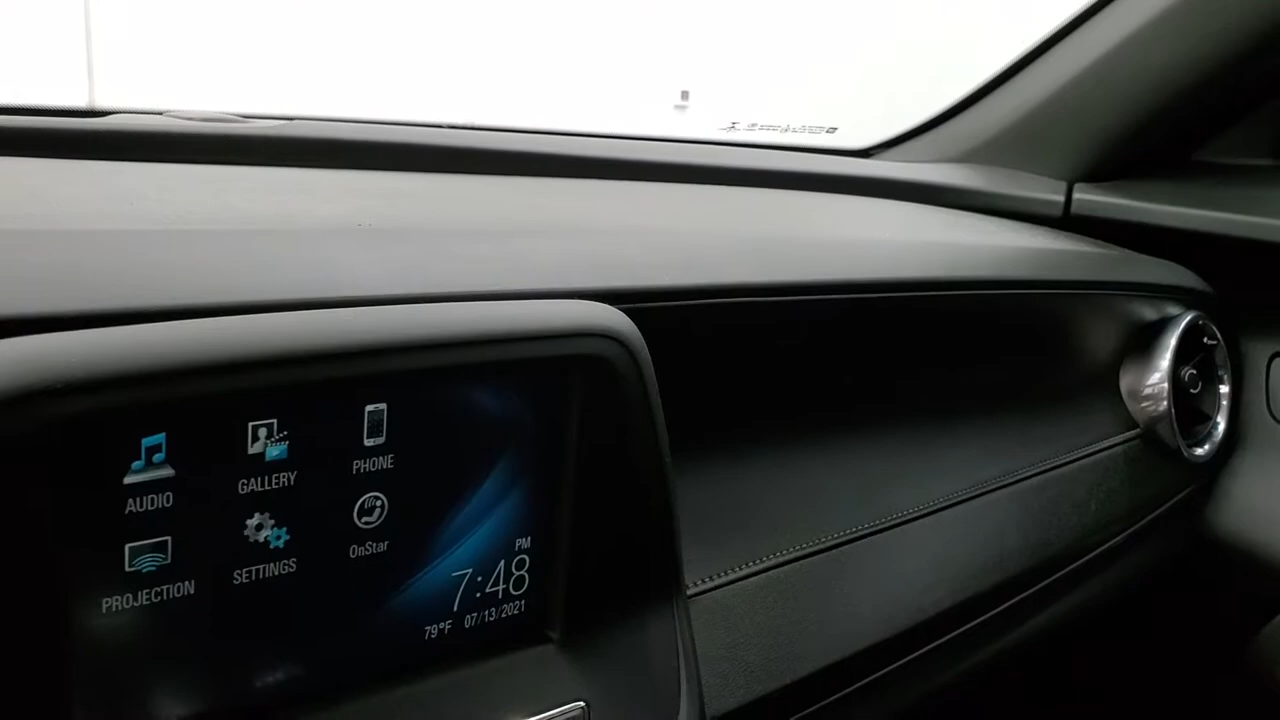 AUDIO
GALLERY
PHONE
PROJECTION
SETTINGS
OnStar
PM
7:48
79°F 07/13/2021